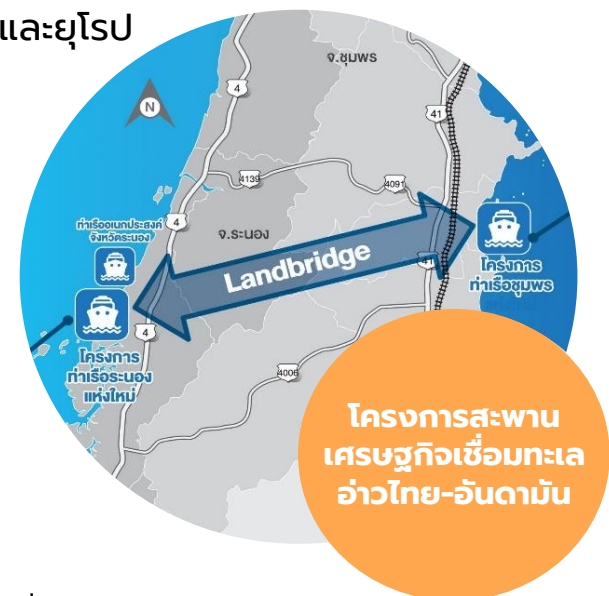 และยุโรป
จ.ชุมพร
4
N
41
4139
4091
ท่าเรืออเนกประสงค์
จังหวัดระนอง
4
จ.ระนอง
Landbridge
41
โครงการ
ท่าเรือชุมพร
4
โครงการ
ท่าเรือระนอง
แห่งใหม่
4006
โครงการสะพาน
เศรษฐกิจเชื่อมทะเล
อ่าวไทย-อันดามัน